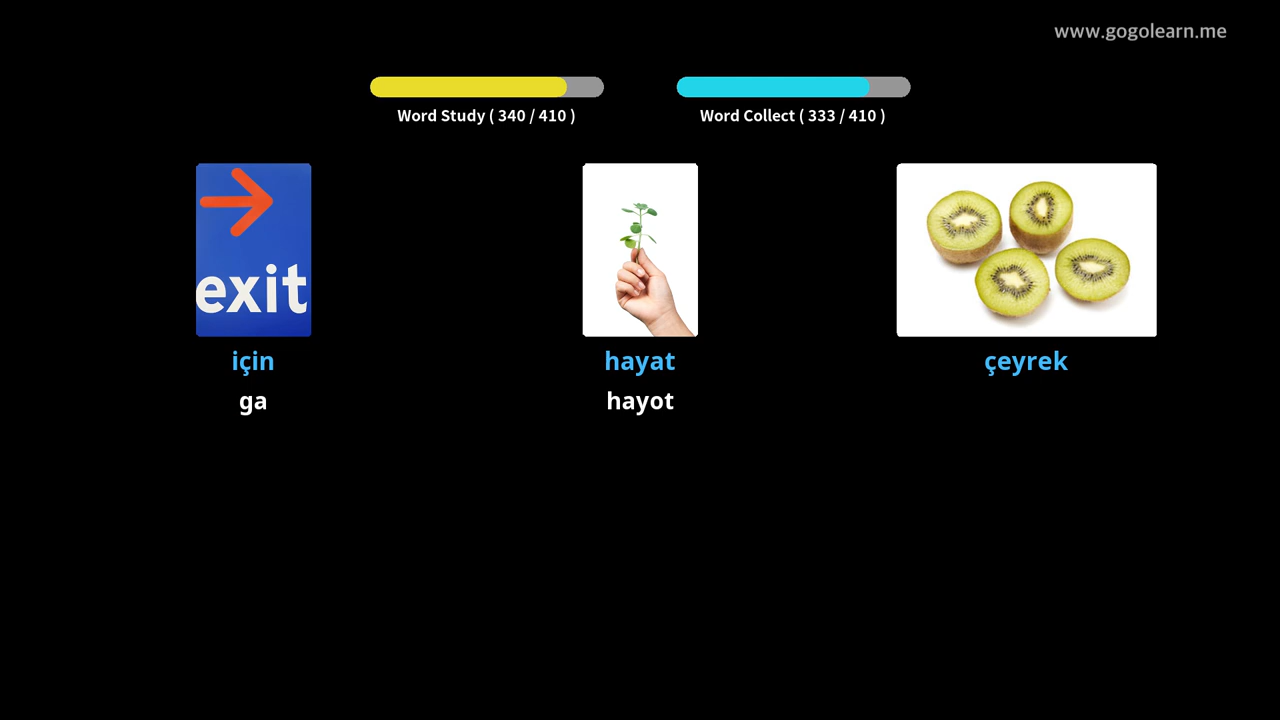 www.gogolearn.me
Word Study ( 340 / 410 )
Word Collect ( 333 / 410 )
exit
için
hayat
çeyrek
ga
hayot